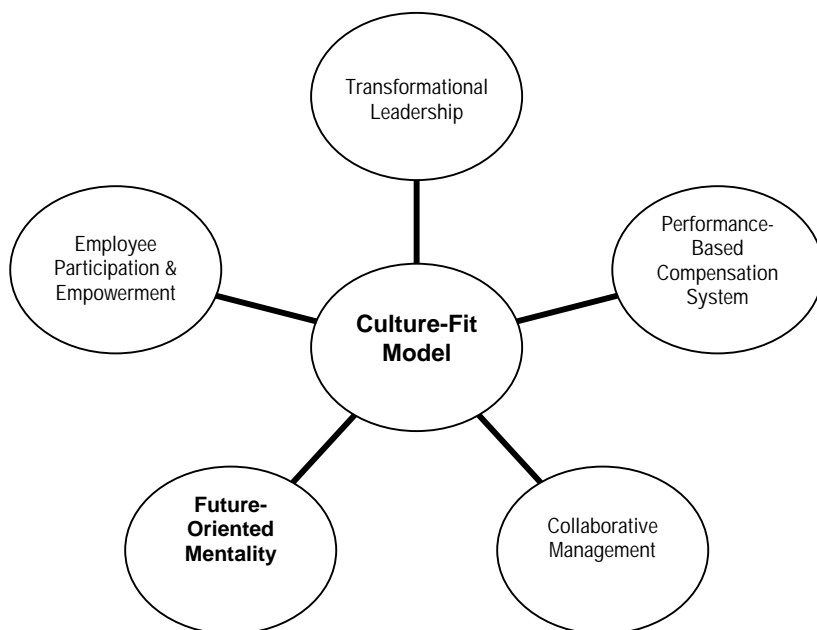 Transformational
Leadership
Employee
Participation &
Empowerment
Performance-
Based
Compensation
System
Culture-Fit
Model
Future-
Oriented
Mentality
Collaborative
Management